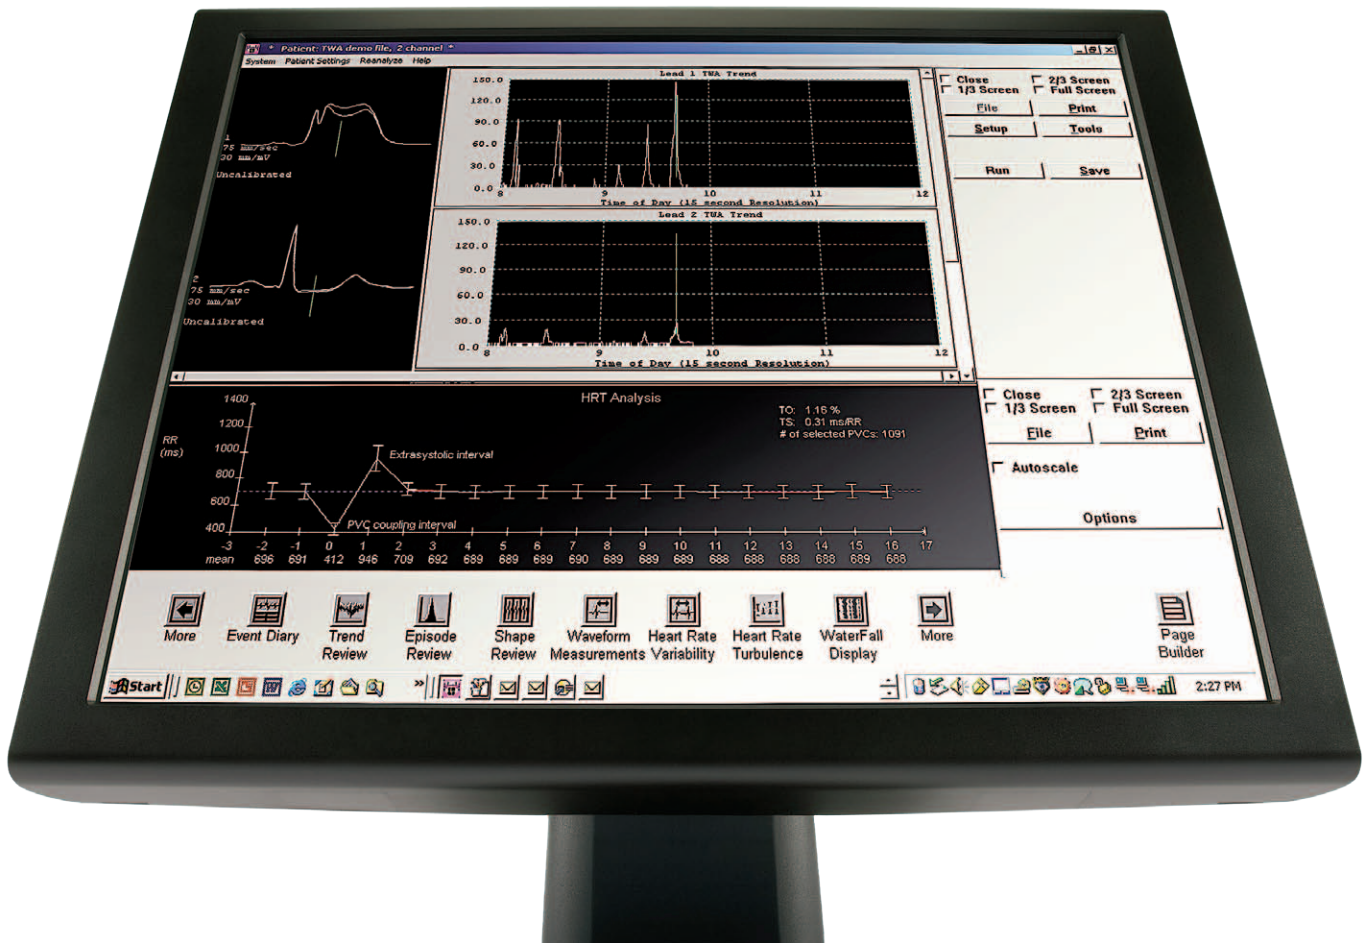 * Patient: TWA demo file, 2 channel *
System Patient Settings Reanalyze Help
1
75 mm/sec
30 mm/mV
Uncalibrated
2
75 mm/sec
30 mm/mV
Uncalibrated
Lead 1 TWA Trend
150.0
120.0
90.0
60.0
30.0
0.0
8 9 10 11 12
Time of Day (15 second Resolution)
Lead 2 TWA Trend
150.0
120.0
90.0
60.0
30.0
0.0
8 9 10 11 12
Time of Day (15 second Resolution)
Close 2/3 Screen
1/3 Screen Full Screen
File Print
Setup Tools
Run Save
HRT Analysis
TO: 1.16 %
TS: 0.31 ms/RR
# of selected PVCs: 1091
RR
(ms)
1400
1200
1000
800
600
400
Extrasystolic interval
PVC coupling interval
-3 -2 -1 0 1 2 3 4 5 6 7 8 9 10 11 12 13 14 15 16 17
mean 696 691 412 946 709 692 689 689 689 690 689 689 689 688 688 688 688 689 688
Close 2/3 Screen
1/3 Screen Full Screen
File Print
Autoscale
Options
More
Event Diary
Trend
Review
Episode
Review
Shape
Review
Waveform
Measurements
Heart Rate
Variability
Heart Rate
Turbulence
WaterFall
Display
More
Page
Builder
Start
2:27 PM